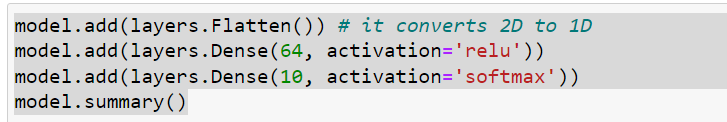 model.add(layers.Flatten()) # it converts 2D to 1D
model.add(layers.Dense(64, activation='relu'))
model.add(layers.Dense(10, activation='softmax'))
model.summary()